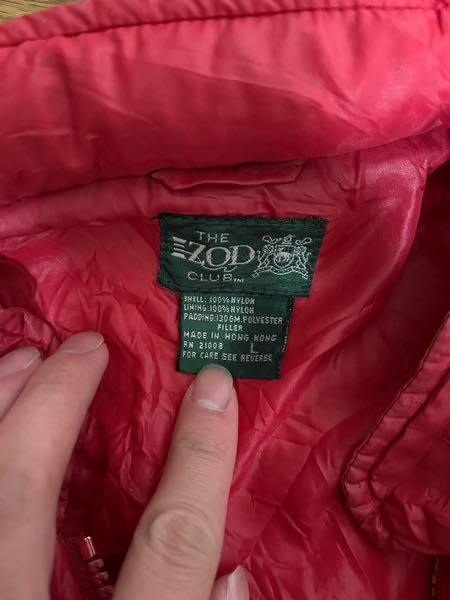 THE
IZOD
CLUB™
SHELL: 100% NYLON
LINING: 100% NYLON
PADDING: 130GM. POLYESTER
FILLER
MADE IN HONG KONG
RN 21008 L
FOR CARE SEE REVERSE